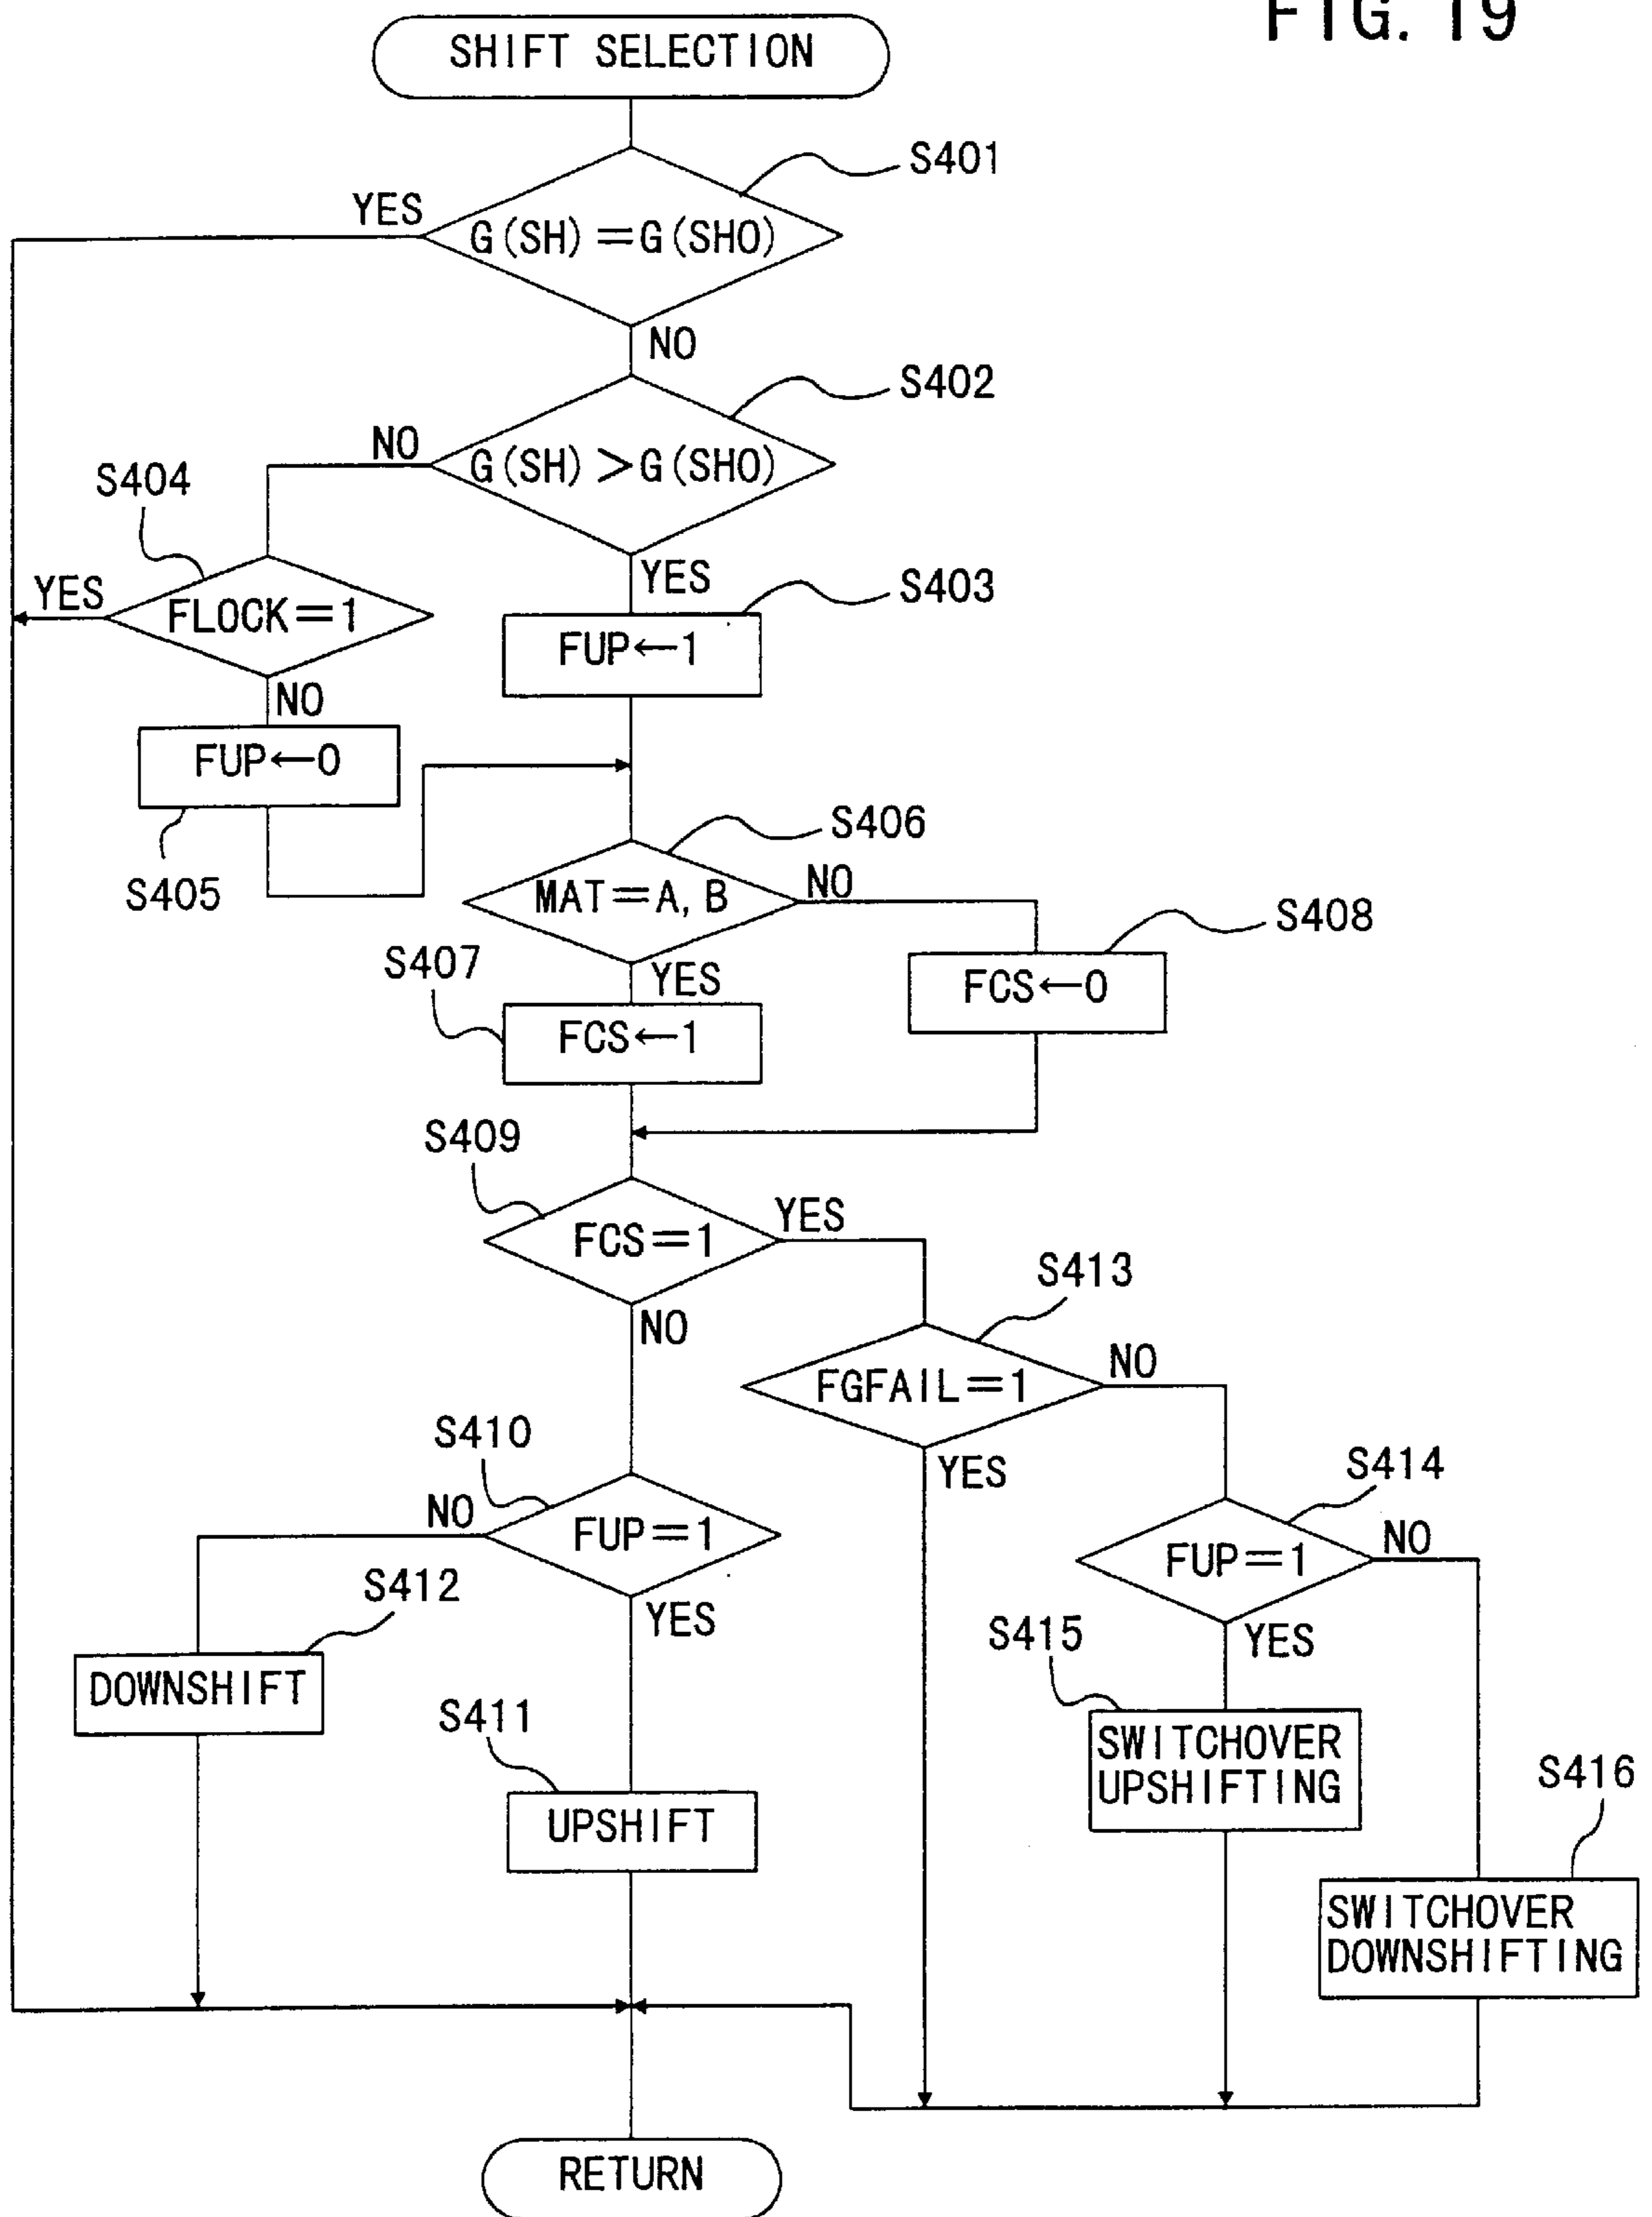 FIG. 19
SHIFT SELECTION
S401
YES
G(SH)=G(SHO)
NO
S402
NO
G(SH)>G(SHO)
S404
YES
YES
S403
FLOCK=1
FUP←1
NO
FUP←0
S405
S406
MAT=A, B
NO
S408
S407
YES
FCS←0
FCS←1
S409
YES
FCS=1
S413
NO
NO
FGFAIL=1
S410
YES
S414
NO
FUP=1
NO
FUP=1
S412
YES
S415
YES
DOWNSHIFT
S411
SWITCHOVER
UPSHIFTING
S416
UPSHIFT
SWITCHOVER
DOWNSHIFTING
RETURN